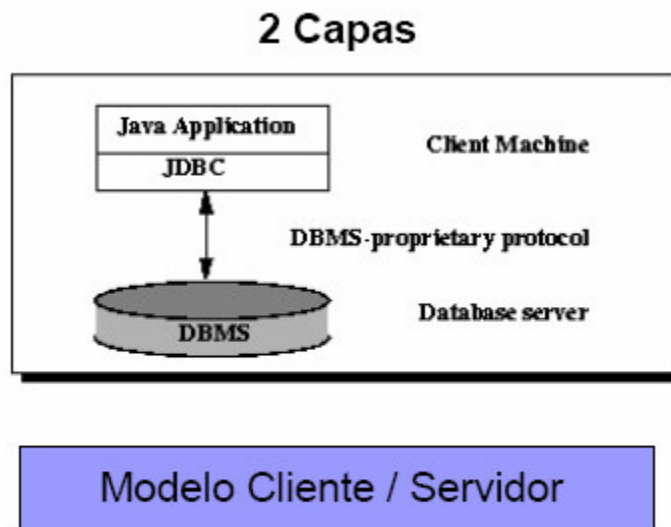 2 Capas
Java Application
Client Machine
JDBC
DBMS-proprietary protocol
Database server
DBMS
Modelo Cliente / Servidor